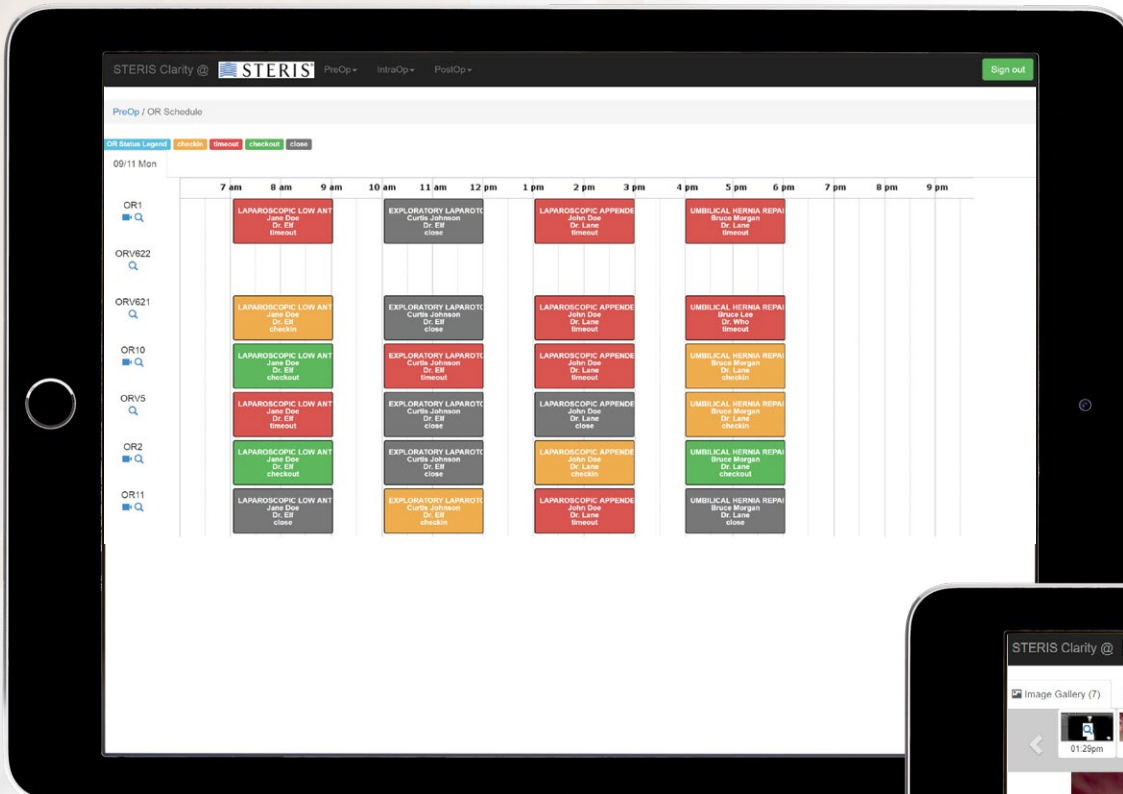 STERIS Clarity @ STERIS® PreOp IntraOp PostOp Sign out
PreOp / OR Schedule
OR Status Legend checkin timeout checkout close
09/11 Mon
7 am 8 am 9 am 10 am 11 am 12 pm 1 pm 2 pm 3 pm 4 pm 5 pm 6 pm 7 pm 8 pm 9 pm
OR1
LAPAROSCOPIC LOW ANT
Jane Doe
Dr. Elf
timeout
EXPLORATORY LAPAROTO
Curtis Johnson
Dr. Elf
close
LAPAROSCOPIC APPENDE
John Doe
Dr. Lane
timeout
UMBILICAL HERNIA REPAI
Bruce Morgan
Dr. Lane
timeout
ORV622
ORV621
LAPAROSCOPIC LOW ANT
Jane Doe
Dr. Elf
checkin
EXPLORATORY LAPAROTO
Curtis Johnson
Dr. Elf
close
LAPAROSCOPIC APPENDE
John Doe
Dr. Lane
timeout
UMBILICAL HERNIA REPAI
Bruce Lee
Dr. Who
timeout
OR10
LAPAROSCOPIC LOW ANT
Jane Doe
Dr. Elf
checkout
EXPLORATORY LAPAROTO
Curtis Johnson
Dr. Elf
timeout
LAPAROSCOPIC APPENDE
John Doe
Dr. Lane
timeout
UMBILICAL HERNIA REPAI
Bruce Morgan
Dr. Lane
checkin
ORV5
LAPAROSCOPIC LOW ANT
Jane Doe
Dr. Elf
timeout
EXPLORATORY LAPAROTO
Curtis Johnson
Dr. Elf
close
LAPAROSCOPIC APPENDE
John Doe
Dr. Lane
close
UMBILICAL HERNIA REPAI
Bruce Morgan
Dr. Lane
checkin
OR2
LAPAROSCOPIC LOW ANT
Jane Doe
Dr. Elf
checkout
EXPLORATORY LAPAROTO
Curtis Johnson
Dr. Elf
close
LAPAROSCOPIC APPENDE
John Doe
Dr. Lane
checkin
UMBILICAL HERNIA REPAI
Bruce Morgan
Dr. Lane
checkout
OR11
LAPAROSCOPIC LOW ANT
Jane Doe
Dr. Elf
close
EXPLORATORY LAPAROTO
Curtis Johnson
Dr. Elf
checkin
LAPAROSCOPIC APPENDE
John Doe
Dr. Lane
timeout
UMBILICAL HERNIA REPAI
Bruce Morgan
Dr. Lane
close
STERIS Clarity @
Image Gallery (7)
01:29pm